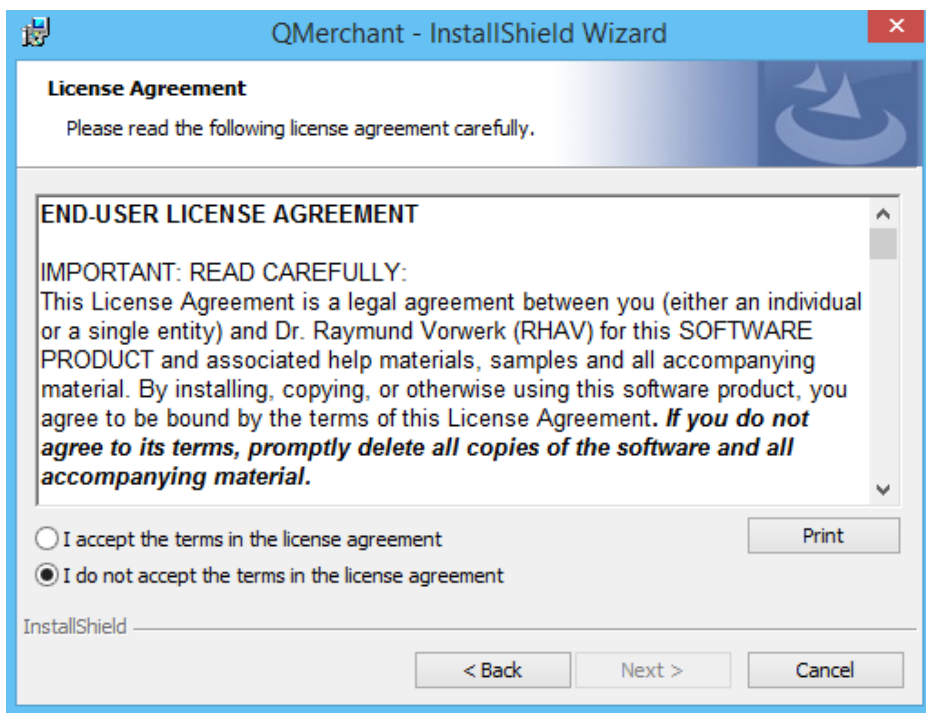 QMerchant - InstallShield Wizard
License Agreement
Please read the following license agreement carefully.
END-USER LICENSE AGREEMENT
IMPORTANT: READ CAREFULLY:
This License Agreement is a legal agreement between you (either an individual
or a single entity) and Dr. Raymund Vorwerk (RHAV) for this SOFTWARE
PRODUCT and associated help materials, samples and all accompanying
material. By installing, copying, or otherwise using this software product, you
agree to be bound by the terms of this License Agreement. If you do not
agree to its terms, promptly delete all copies of the software and all
accompanying material.
I accept the terms in the license agreement
Print
I do not accept the terms in the license agreement
InstallShield
< Back
Next >
Cancel